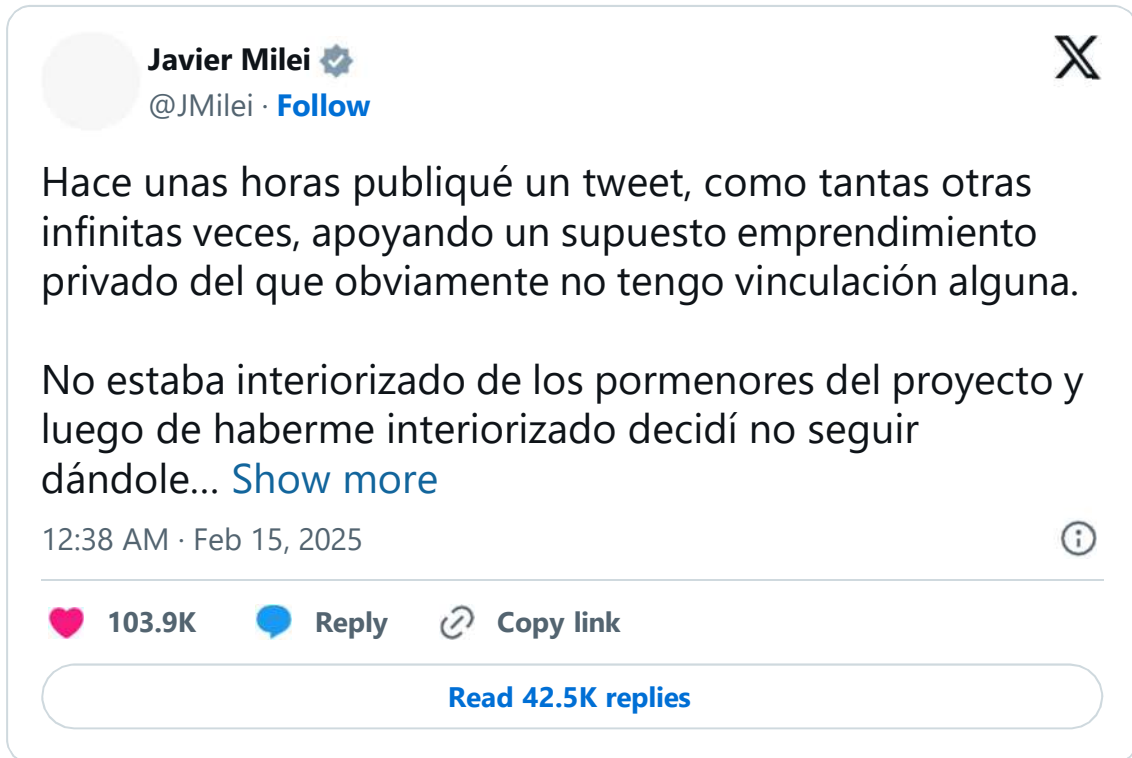 Javier Milei
@JMilei · Follow
Hace unas horas publiqué un tweet, como tantas otras
infinitas veces, apoyando un supuesto emprendimiento
privado del que obviamente no tengo vinculación alguna.
No estaba interiorizado de los pormenores del proyecto y
luego de haberme interiorizado decidí no seguir
dándole... Show more
12:38 AM · Feb 15, 2025
103.9K Reply Copy link
Read 42.5K replies